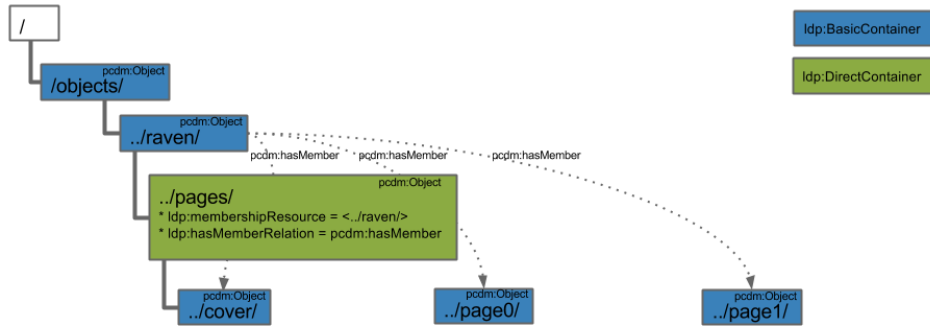 /
ldp:BasicContainer
pcdm:Object
/objects/
ldp:DirectContainer
pcdm:Object
../raven/
pcdm:hasMember pcdm:hasMember pcdm:hasMember
pcdm:Object
../pages/
* ldp:membershipResource = <../raven/>
* ldp:hasMemberRelation = pcdm:hasMember
pcdm:Object
../cover/
pcdm:Object
../page0/
pcdm:Object
../page1/